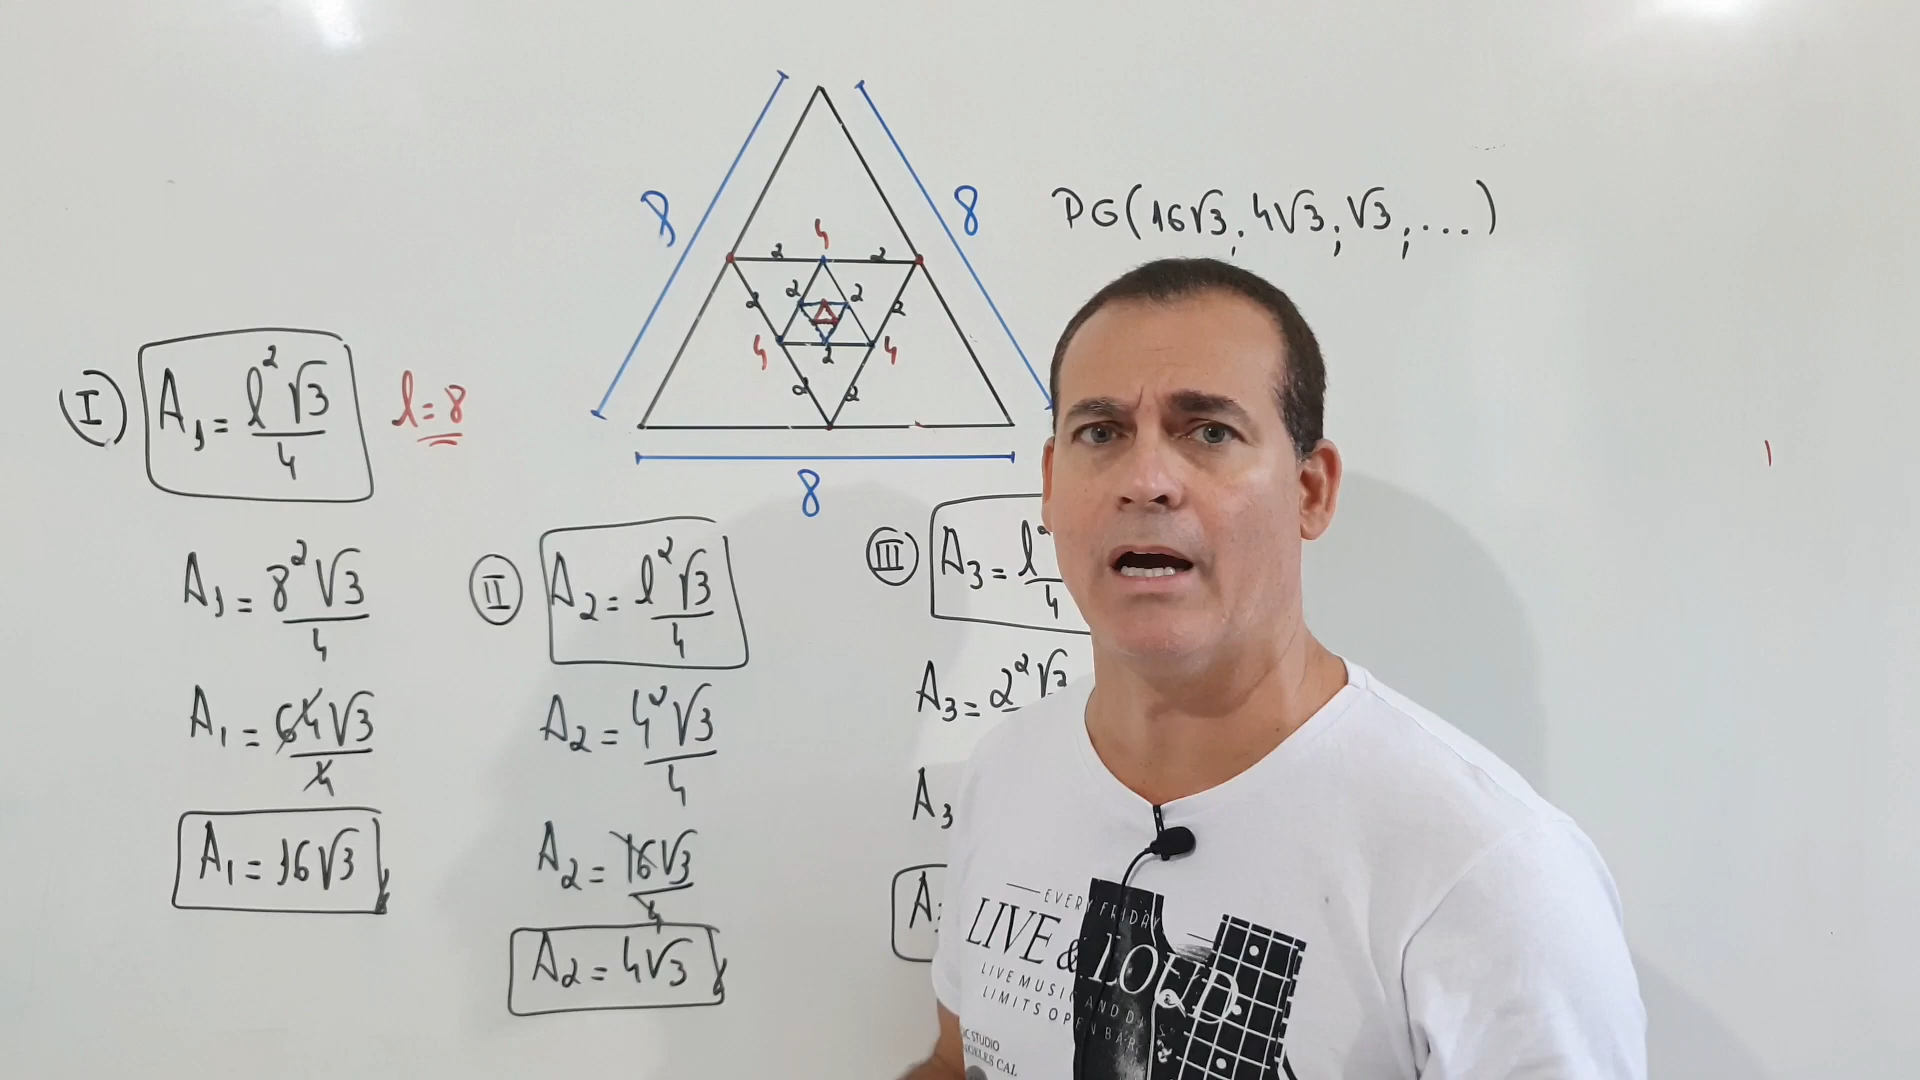 8
8
PG(16√3; 4√3; √3; ...)
4
2 2
2 2 2 2
4 4
2
2 2
8
I A₁ = l²√3/4 l=8
A₁ = 8²√3/4
A₁ = 64√3/4
A₁ = 16√3
II A₂ = l²√3/4
A₂ = 4²√3/4
A₂ = 16√3/4
A₂ = 4√3
III A₃ = l²/4
A₃ = 2²√3
A₃
A
EVERY FRIDAY
LIVE & LOUD
LIVE MUSIC AND
LIMITS OPEN BAR
STUDIO
CAL